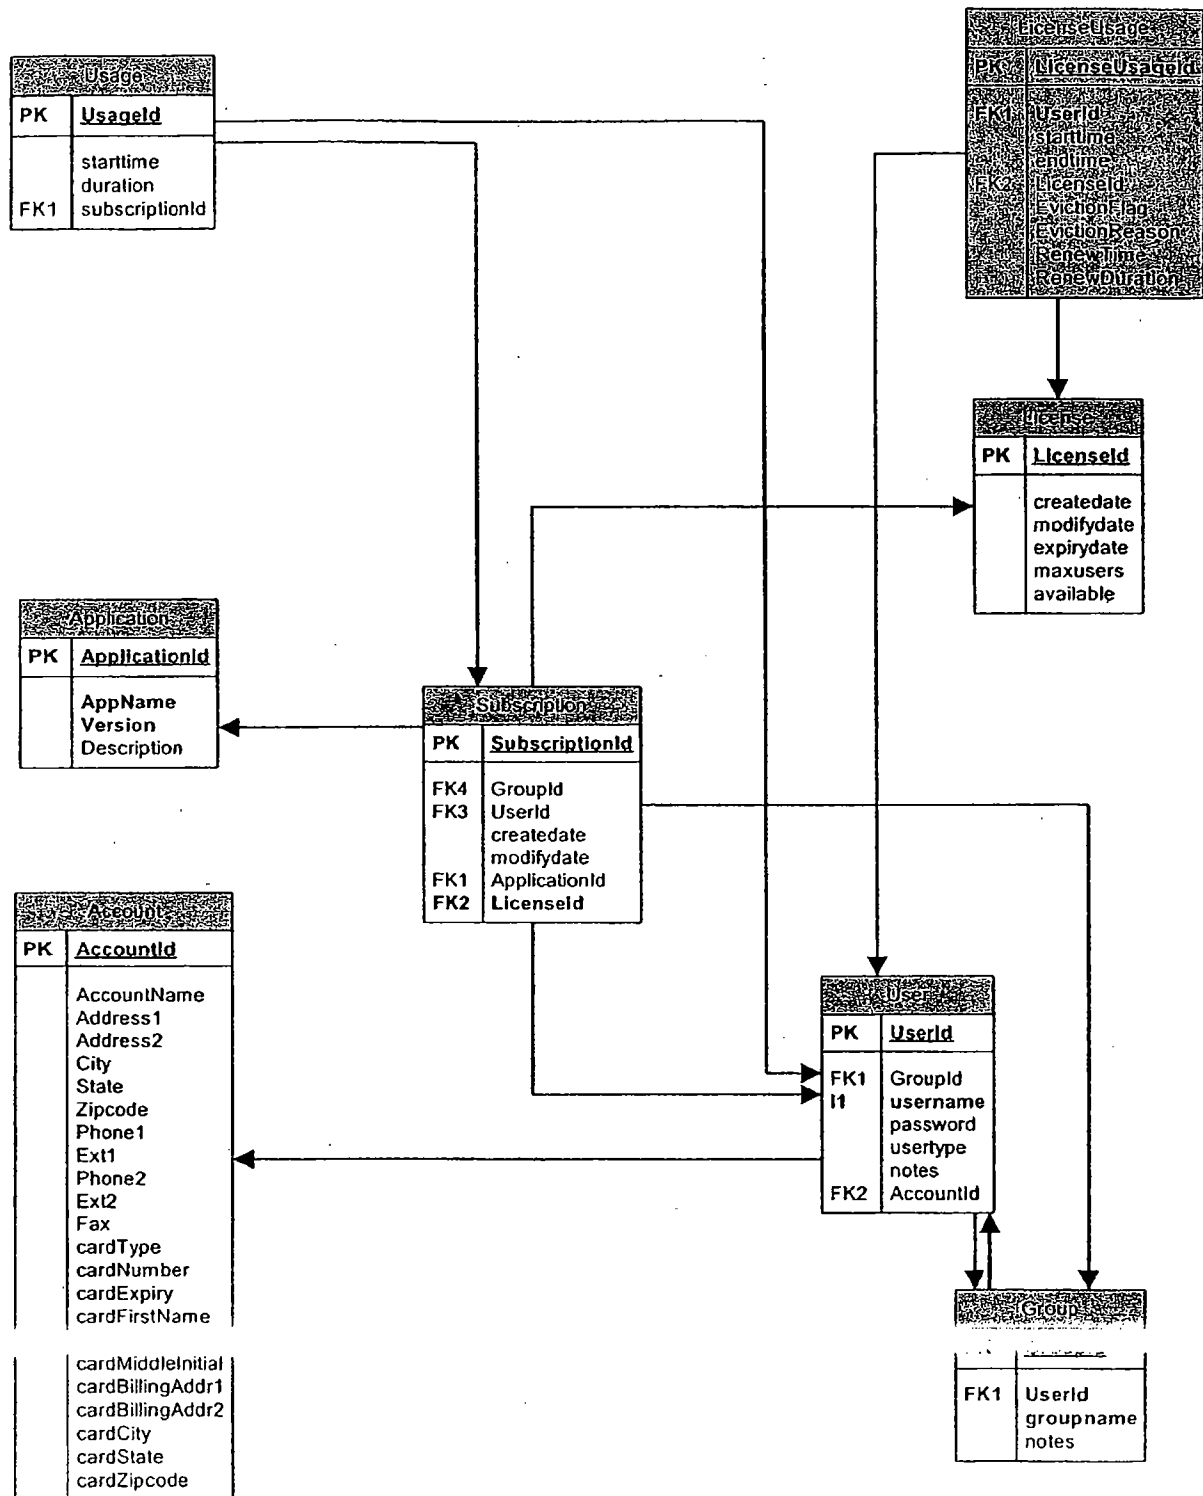 Usage
PK UsageId
starttime
duration
FK1 subscriptionId
LicenseUsage
PK LicenseUsageId
FK1 UserId
starttime
endtime
FK2 LicenseId
EvictionFlag
EvictionReason
RenewTime
RenewDuration
License
PK LicenseId
createdate
modifydate
expirydate
maxusers
available
Application
PK ApplicationId
AppName
Version
Description
Subscription
PK SubscriptionId
FK4 GroupId
FK3 UserId
createdate
modifydate
FK1 ApplicationId
FK2 LicenseId
Account
PK AccountId
AccountName
Address1
Address2
City
State
Zipcode
Phone1
Ext1
Phone2
Ext2
Fax
cardType
cardNumber
cardExpiry
cardFirstName
cardMiddleInitial
cardBillingAddr1
cardBillingAddr2
cardCity
cardState
cardZipcode
User
PK UserId
FK1 GroupId
I1 username
password
usertype
notes
FK2 AccountId
Group
FK1 UserId
groupname
notes